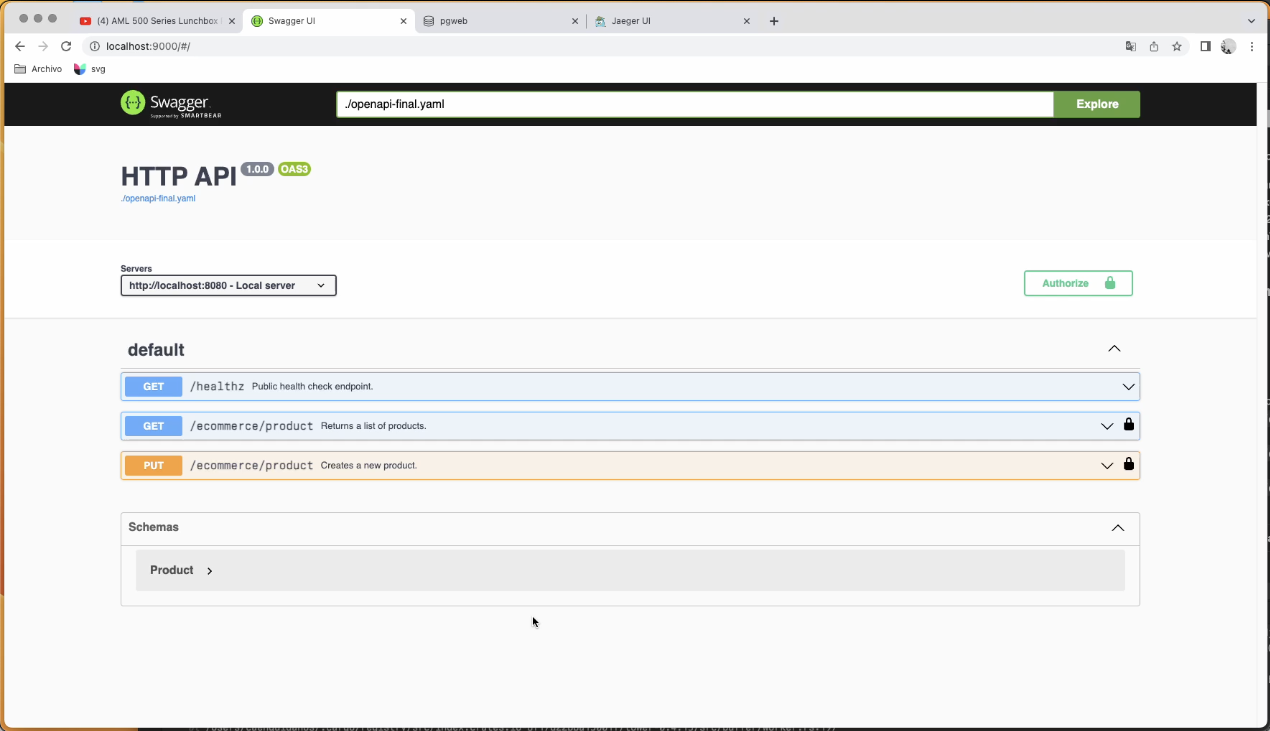 (4) AML 500 Series Lunchbox
Swagger UI
pgweb
Jaeger UI
localhost:9000/#/
Archivo
svg
Swagger
Supported by SMARTBEAR
./openapi-final.yaml
Explore
HTTP API 1.0.0 OAS3
./openapi-final.yaml
Servers
http://localhost:8080 - Local server
Authorize
default
GET /healthz Public health check endpoint.
GET /ecommerce/product Returns a list of products.
PUT /ecommerce/product Creates a new product.
Schemas
Product